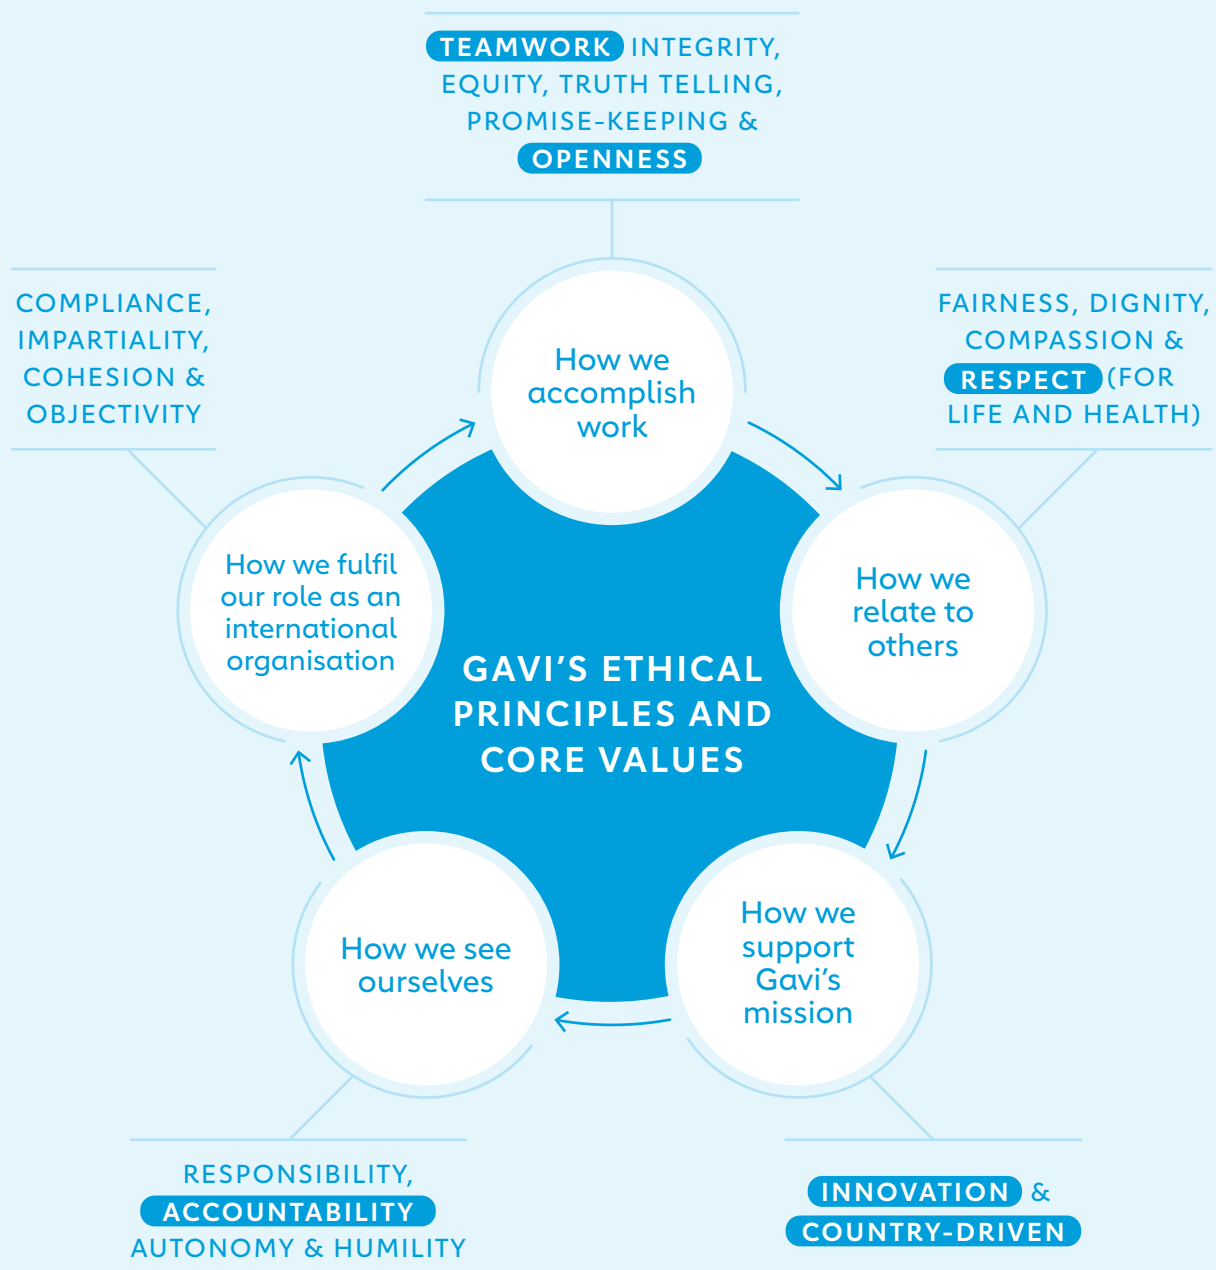 TEAMWORK INTEGRITY,
EQUITY, TRUTH TELLING,
PROMISE-KEEPING &
OPENNESS
How we
accomplish
work
FAIRNESS, DIGNITY,
COMPASSION &
RESPECT (FOR
LIFE AND HEALTH)
How we
relate to
others
How we
support
Gavi’s
mission
INNOVATION &
COUNTRY-DRIVEN
How we see
ourselves
RESPONSIBILITY,
ACCOUNTABILITY
AUTONOMY & HUMILITY
COMPLIANCE,
IMPARTIALITY,
COHESION &
OBJECTIVITY
How we fulfil
our role as an
international
organisation
GAVI’S ETHICAL
PRINCIPLES AND
CORE VALUES